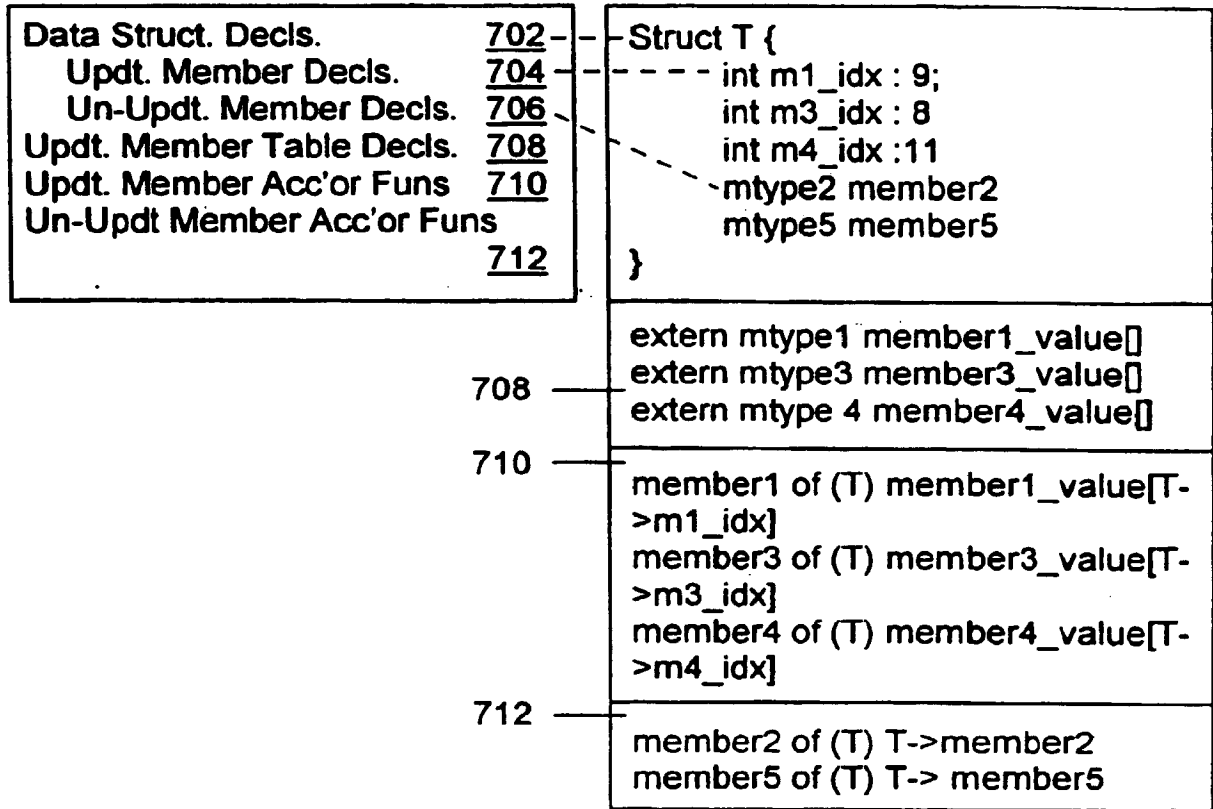 Data Struct. Decls. 702
Updt. Member Decls. 704
Un-Updt. Member Decls. 706
Updt. Member Table Decls. 708
Updt. Member Acc'or Funs 710
Un-Updt Member Acc'or Funs
712
Struct T {
int m1_idx : 9;
int m3_idx : 8
int m4_idx :11
mtype2 member2
mtype5 member5
}
708
extern mtype1 member1_value[]
extern mtype3 member3_value[]
extern mtype 4 member4_value[]
710
member1 of (T) member1_value[T-
>m1_idx]
member3 of (T) member3_value[T-
>m3_idx]
member4 of (T) member4_value[T-
>m4_idx]
712
member2 of (T) T->member2
member5 of (T) T-> member5